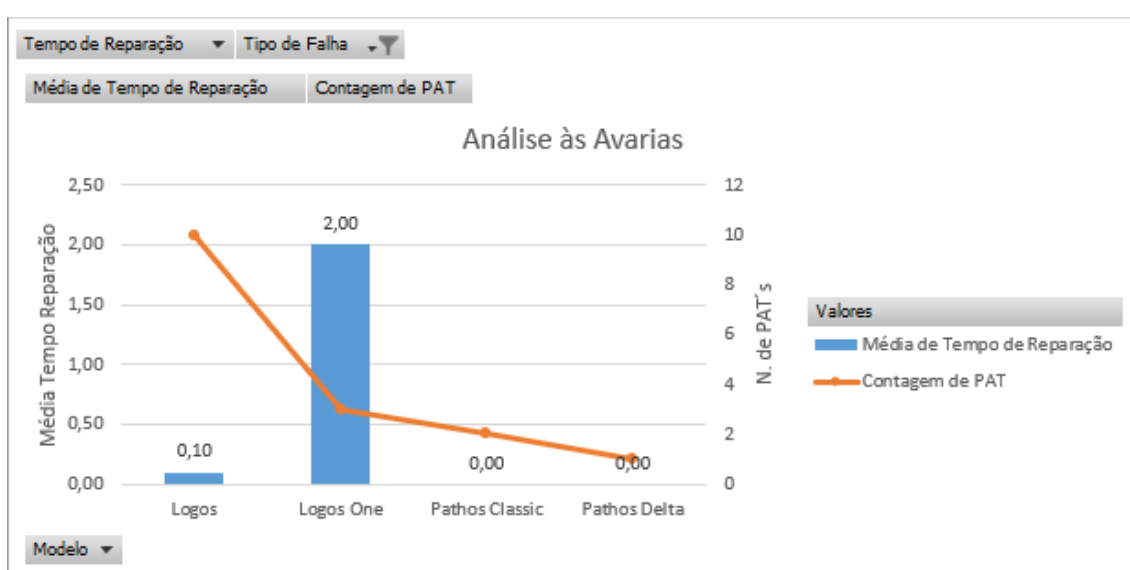 Tempo de Reparação Tipo de Falha
Média de Tempo de Reparação Contagem de PAT
Análise às Avarias
Média Tempo Reparação
2,50
2,00
1,50
1,00
0,50
0,00
0,10
2,00
0,00
0,00
12
10
8
6
4
2
0
N. de PAT´s
Logos Logos One Pathos Classic Pathos Delta
Valores
Média de Tempo de Reparação
Contagem de PAT
Modelo